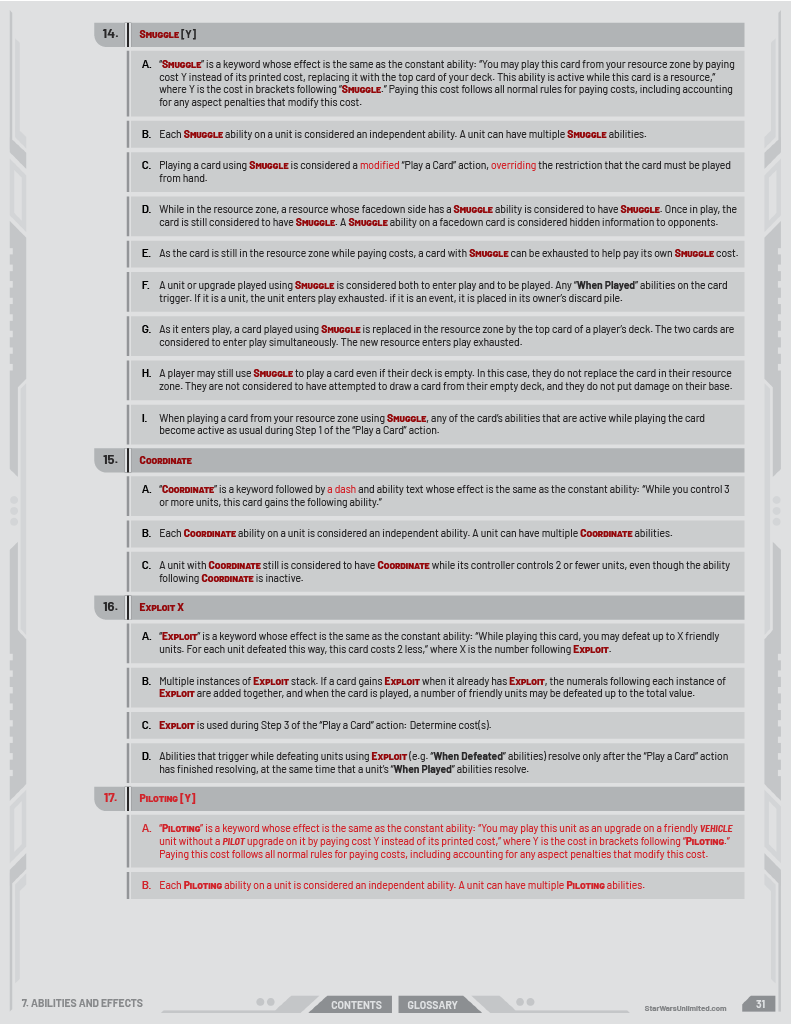 14. Smuggle [Y]
A. "Smuggle" is a keyword whose effect is the same as the constant ability: "You may play this card from your resource zone by paying
cost Y instead of its printed cost, replacing it with the top card of your deck. This ability is active while this card is a resource,"
where Y is the cost in brackets following "Smuggle." Paying this cost follows all normal rules for paying costs, including accounting
for any aspect penalties that modify this cost.
B. Each Smuggle ability on a unit is considered an independent ability. A unit can have multiple Smuggle abilities.
C. Playing a card using Smuggle is considered a modified "Play a Card" action, overriding the restriction that the card must be played
from hand.
D. While in the resource zone, a resource whose facedown side has a Smuggle ability is considered to have Smuggle. Once in play, the
card is still considered to have Smuggle. A Smuggle ability on a facedown card is considered hidden information to opponents.
E. As the card is still in the resource zone while paying costs, a card with Smuggle can be exhausted to help pay its own Smuggle cost.
F. A unit or upgrade played using Smuggle is considered both to enter play and to be played. Any "When Played" abilities on the card
trigger. If it is a unit, the unit enters play exhausted. if it is an event, it is placed in its owner's discard pile.
G. As it enters play, a card played using Smuggle is replaced in the resource zone by the top card of a player's deck. The two cards are
considered to enter play simultaneously. The new resource enters play exhausted.
H. A player may still use Smuggle to play a card even if their deck is empty. In this case, they do not replace the card in their resource
zone. They are not considered to have attempted to draw a card from their empty deck, and they do not put damage on their base.
I. When playing a card from your resource zone using Smuggle, any of the card's abilities that are active while playing the card
become active as usual during Step 1 of the "Play a Card" action.
15. Coordinate
A. "Coordinate" is a keyword followed by a dash and ability text whose effect is the same as the constant ability: "While you control 3
or more units, this card gains the following ability."
B. Each Coordinate ability on a unit is considered an independent ability. A unit can have multiple Coordinate abilities.
C. A unit with Coordinate still is considered to have Coordinate while its controller controls 2 or fewer units, even though the ability
following Coordinate is inactive.
16. Exploit X
A. "Exploit" is a keyword whose effect is the same as the constant ability: "While playing this card, you may defeat up to X friendly
units. For each unit defeated this way, this card costs 2 less," where X is the number following Exploit.
B. Multiple instances of Exploit stack. If a card gains Exploit when it already has Exploit, the numerals following each instance of
Exploit are added together, and when the card is played, a number of friendly units may be defeated up to the total value.
C. Exploit is used during Step 3 of the "Play a Card" action: Determine cost(s).
D. Abilities that trigger while defeating units using Exploit (e.g. "When Defeated" abilities) resolve only after the "Play a Card" action
has finished resolving, at the same time that a unit's "When Played" abilities resolve.
17. Piloting [Y]
A. "Piloting" is a keyword whose effect is the same as the constant ability: "You may play this unit as an upgrade on a friendly VEHICLE
unit without a PILOT upgrade on it by paying cost Y instead of its printed cost," where Y is the cost in brackets following "Piloting."
Paying this cost follows all normal rules for paying costs, including accounting for any aspect penalties that modify this cost.
B. Each Piloting ability on a unit is considered an independent ability. A unit can have multiple Piloting abilities.
7. ABILITIES AND EFFECTS CONTENTS GLOSSARY StarWarsUnlimited.com 31